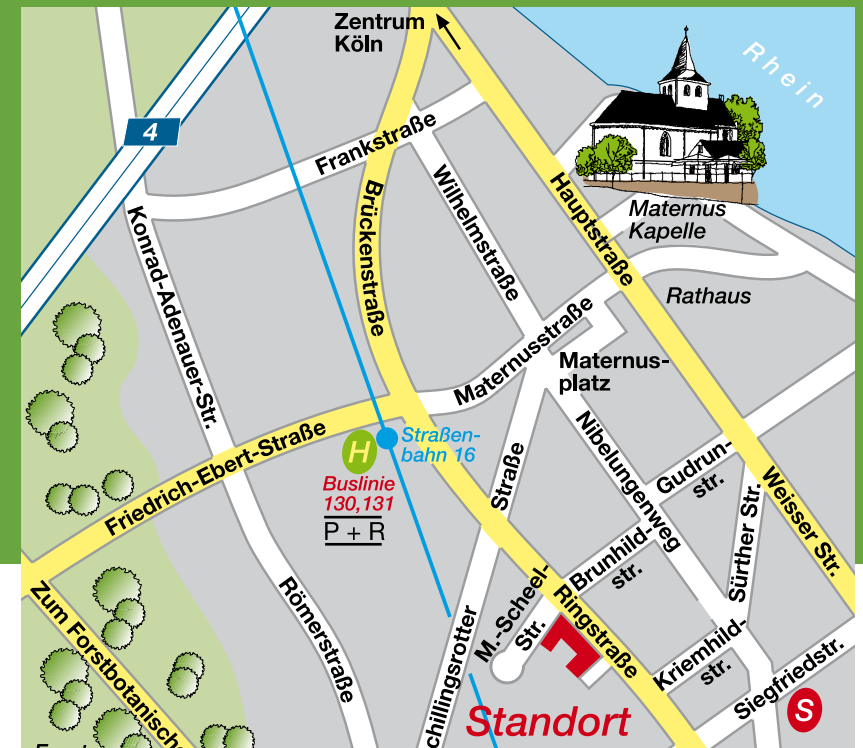 Zentrum
Köln
Rhein
4
Frankstraße
Wilhelmstraße
Hauptstraße
Brückenstraße
Konrad-Adenauer-Str.
Maternus
Kapelle
Rathaus
Maternusstraße
Maternus-
platz
Friedrich-Ebert-Straße
H
Straßen-
bahn 16
Buslinie
130,131
P + R
Straße
Nibelungenweg
Gudrun-
str.
Weisser Str.
Sürther Str.
Brunhild-
str.
M.-Scheel-
Str.
Ringstraße
Kriemhild-
str.
Siegfriedstr.
S
Zum Forstbotanische
Römerstraße
chillingsrotter
Standort